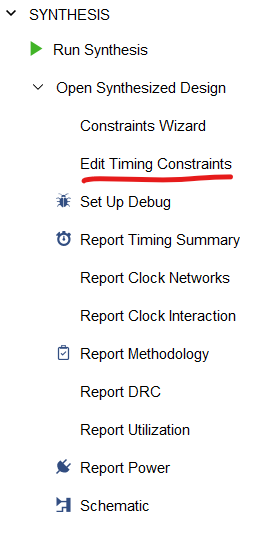 SYNTHESIS
Run Synthesis
Open Synthesized Design
Constraints Wizard
Edit Timing Constraints
Set Up Debug
Report Timing Summary
Report Clock Networks
Report Clock Interaction
Report Methodology
Report DRC
Report Utilization
Report Power
Schematic